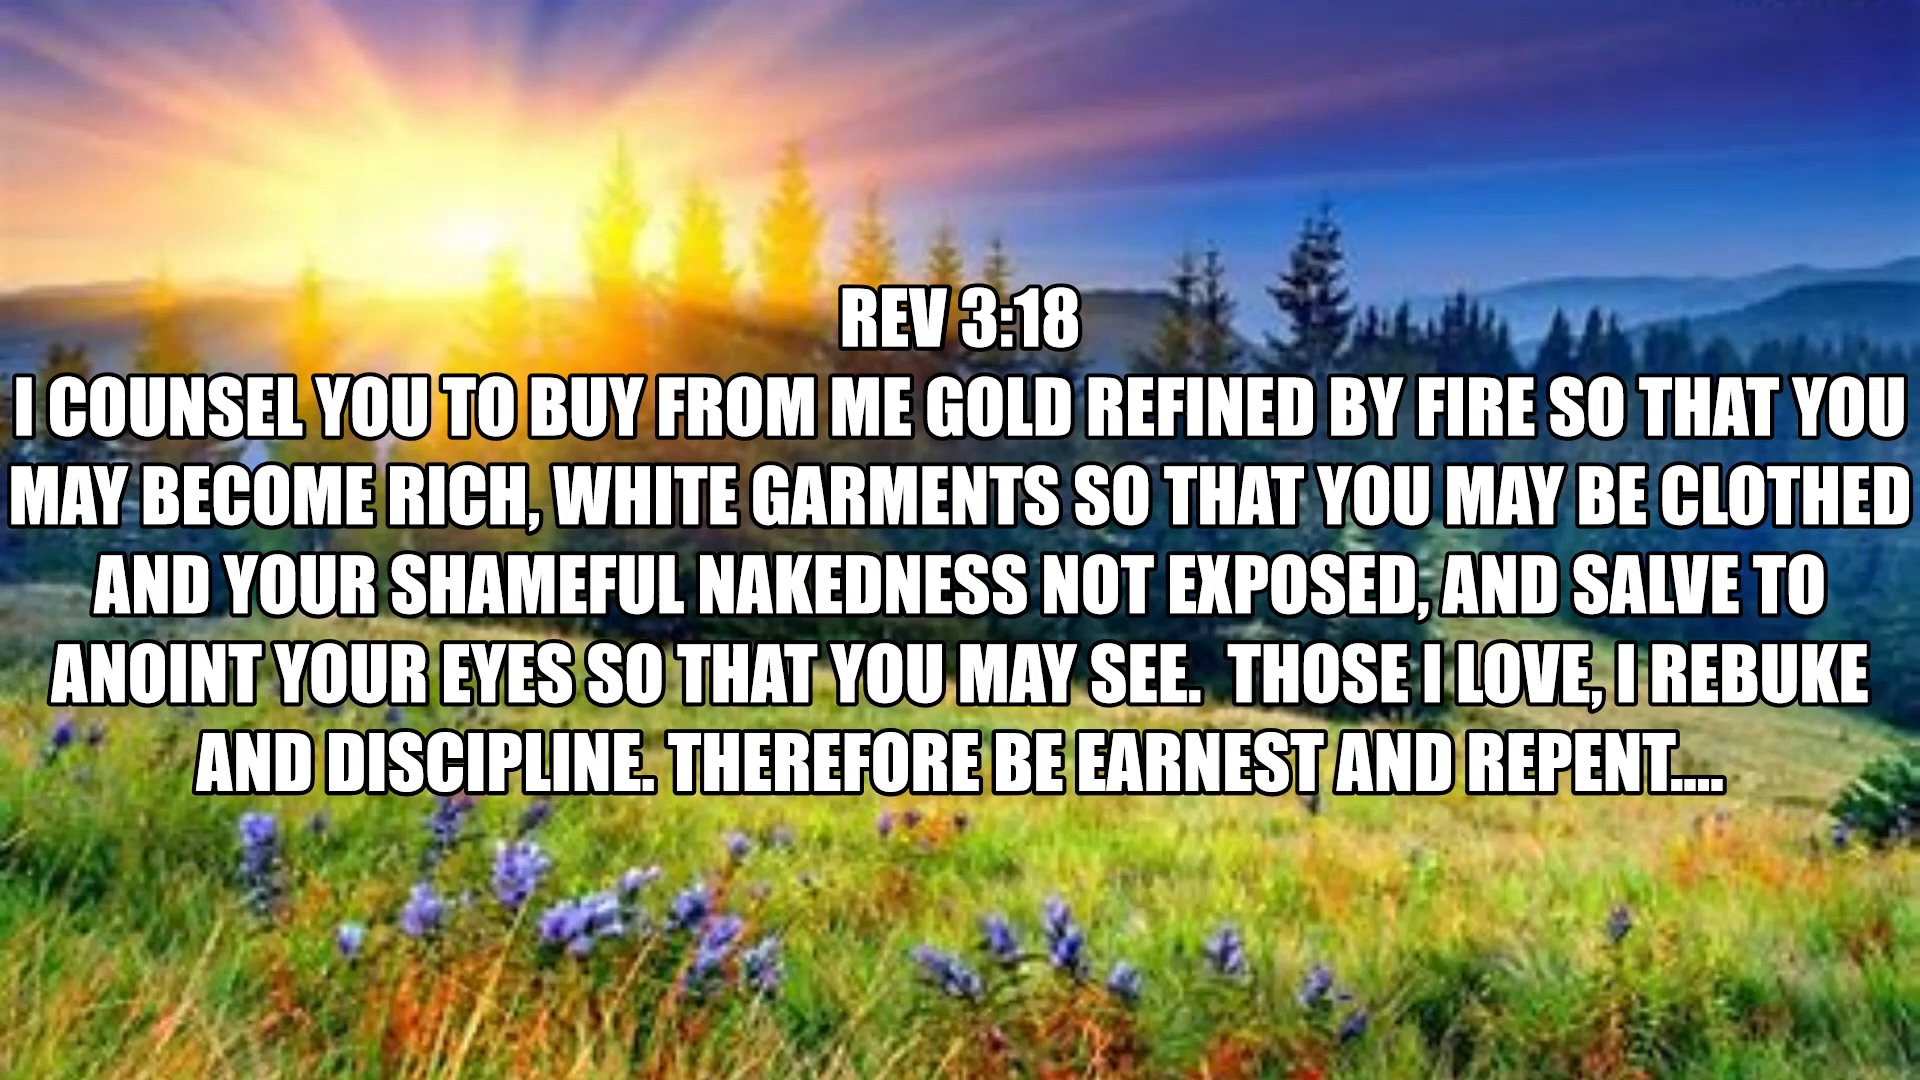 REV 3:18
I COUNSEL YOU TO BUY FROM ME GOLD REFINED BY FIRE SO THAT YOU
MAY BECOME RICH, WHITE GARMENTS SO THAT YOU MAY BE CLOTHED
AND YOUR SHAMEFUL NAKEDNESS NOT EXPOSED, AND SALVE TO
ANOINT YOUR EYES SO THAT YOU MAY SEE.  THOSE I LOVE, I REBUKE
AND DISCIPLINE. THEREFORE BE EARNEST AND REPENT....